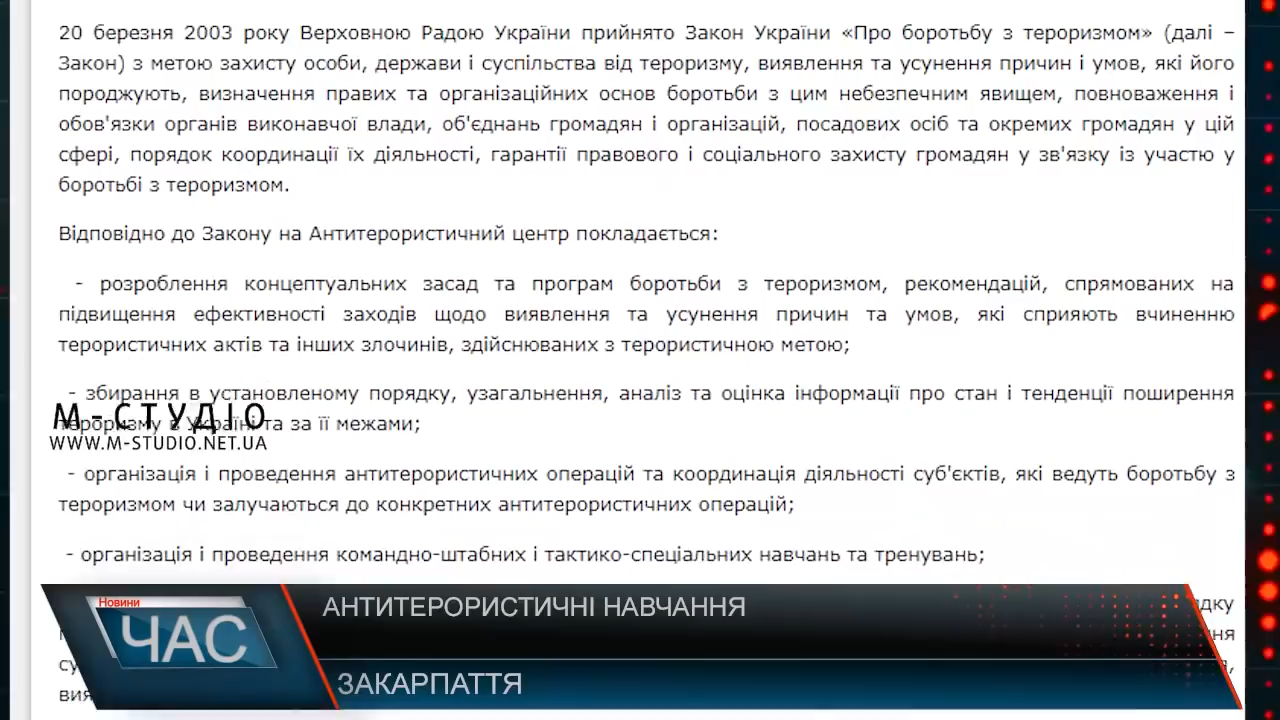 20 березня 2003 року Верховною Радою України прийнято Закон України «Про боротьбу з тероризмом» (далі –
Закон) з метою захисту особи, держави і суспільства від тероризму, виявлення та усунення причин і умов, які його
породжують, визначення правих та організаційних основ боротьби з цим небезпечним явищем, повноваження і
обов'язки органів виконавчої влади, об'єднань громадян і організацій, посадових осіб та окремих громадян у цій
сфері, порядок координації їх діяльності, гарантії правового і соціального захисту громадян у зв'язку із участю у
боротьбі з тероризмом.
Відповідно до Закону на Антитерористичний центр покладається:
- розроблення концептуальних засад та програм боротьби з тероризмом, рекомендацій, спрямованих на
підвищення ефективності заходів щодо виявлення та усунення причин та умов, які сприяють вчиненню
терористичних актів та інших злочинів, здійснюваних з терористичною метою;
- збирання в установленому порядку, узагальнення, аналіз та оцінка інформації про стан і тенденції поширення
тероризму в Україні та за її межами;
М-СТУДІО
WWW.M-STUDIO.NET.UA
- організація і проведення антитерористичних операцій та координація діяльності суб'єктів, які ведуть боротьбу з
тероризмом чи залучаються до конкретних антитерористичних операцій;
- організація і проведення командно-штабних і тактико-спеціальних навчань та тренувань;
Новини
ЧАС
АНТИТЕРОРИСТИЧНІ НАВЧАННЯ
ЗАКАРПАТТЯ